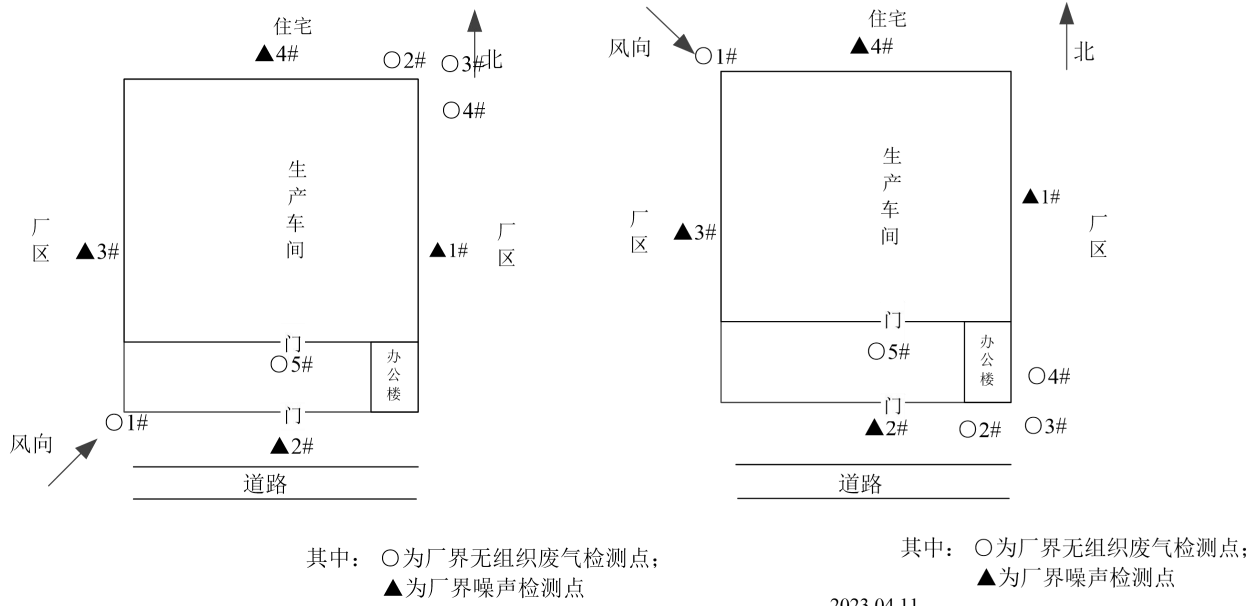 住宅
▲4#
○2#
○3#
北
○4#
生产车间
厂区
▲3#
▲1#
厂区
门
○5#
办公楼
○1#
门
风向
▲2#
道路
其中： ○为厂界无组织废气检测点；
▲为厂界噪声检测点
住宅
风向
○1#
▲4#
北
生产车间
▲1#
厂区
▲3#
厂区
门
○5#
办公楼
○4#
门
▲2#
○2#
○3#
道路
其中： ○为厂界无组织废气检测点；
▲为厂界噪声检测点
2023.04.11